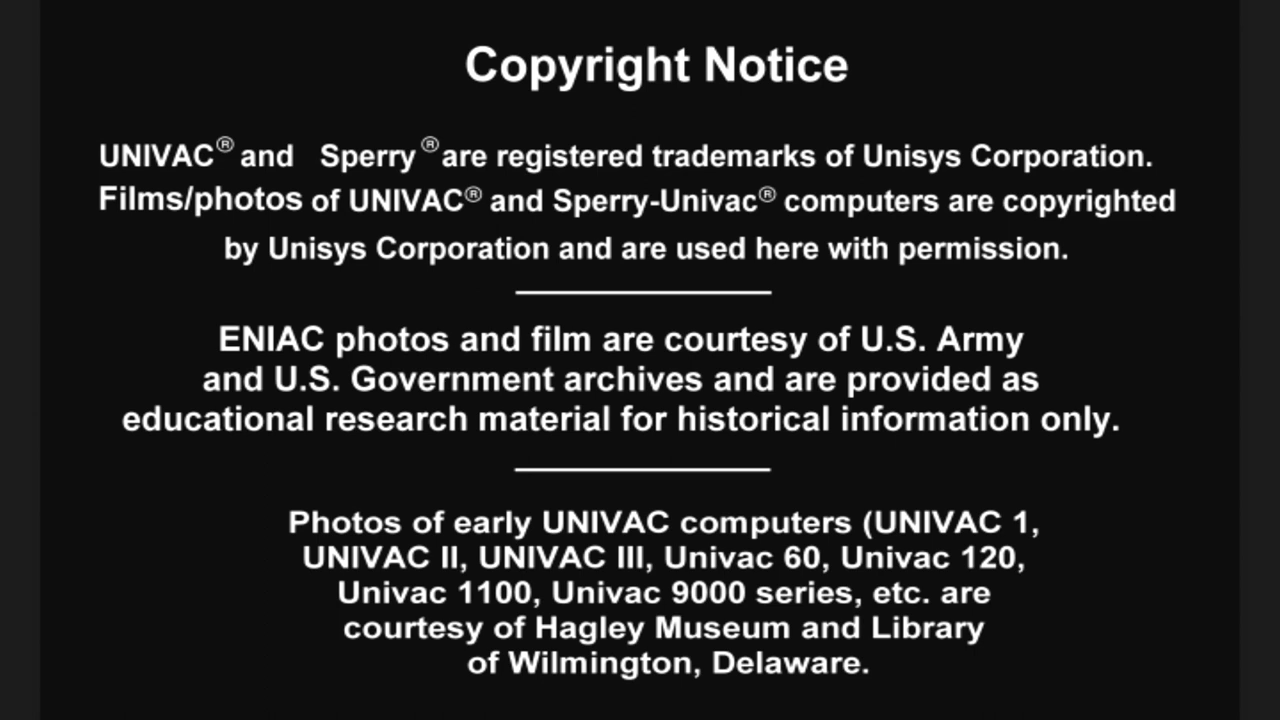 Copyright Notice
UNIVAC® and Sperry ® are registered trademarks of Unisys Corporation.
Films/photos of UNIVAC® and Sperry-Univac® computers are copyrighted
by Unisys Corporation and are used here with permission.
ENIAC photos and film are courtesy of U.S. Army
and U.S. Government archives and are provided as
educational research material for historical information only.
Photos of early UNIVAC computers (UNIVAC 1,
UNIVAC II, UNIVAC III, Univac 60, Univac 120,
Univac 1100, Univac 9000 series, etc. are
courtesy of Hagley Museum and Library
of Wilmington, Delaware.